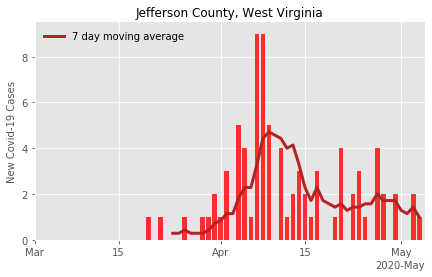 Jefferson County, West Virginia
7 day moving average
New Covid-19 Cases
8
6
4
2
0
Mar 15 Apr 15 May
2020-May